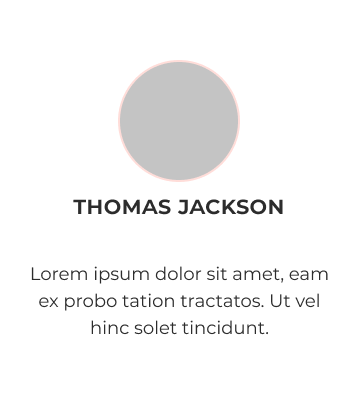 THOMAS JACKSON
Lorem ipsum dolor sit amet, eam
ex probo tation tractatos. Ut vel
hinc solet tincidunt.